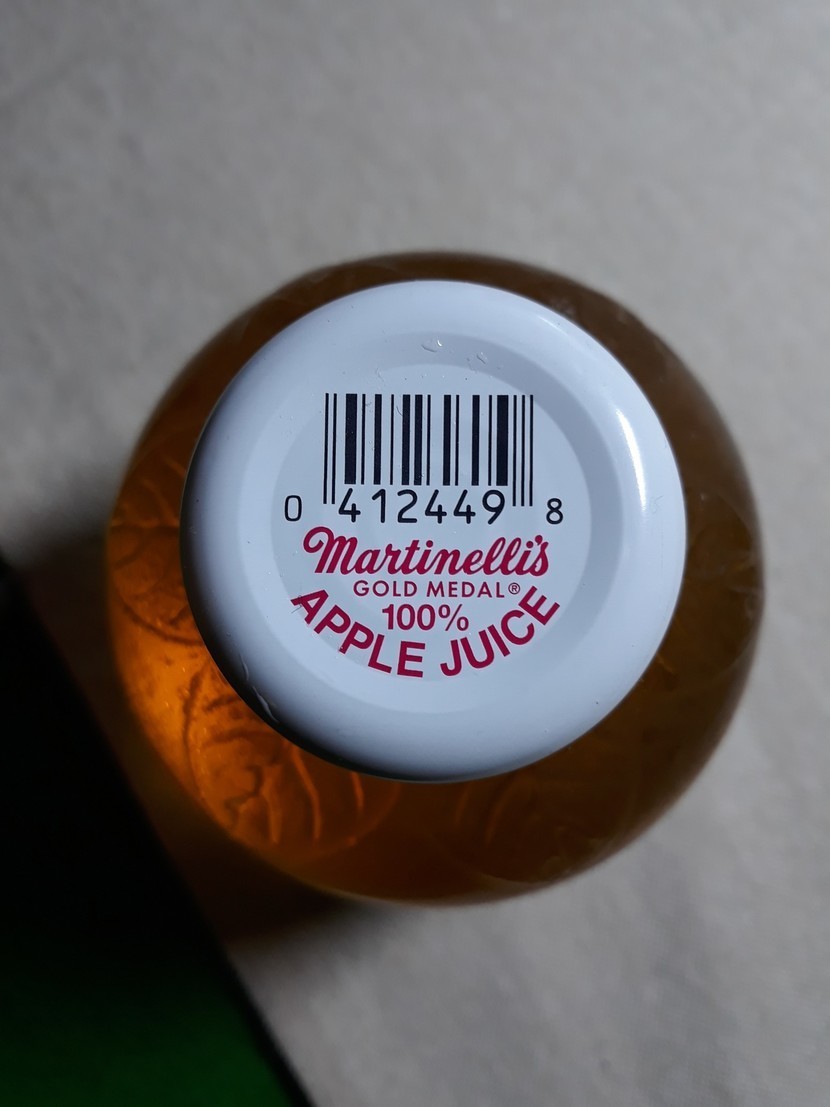 0 412449 8
Martinelli's
GOLD MEDAL®
100%
APPLE JUICE